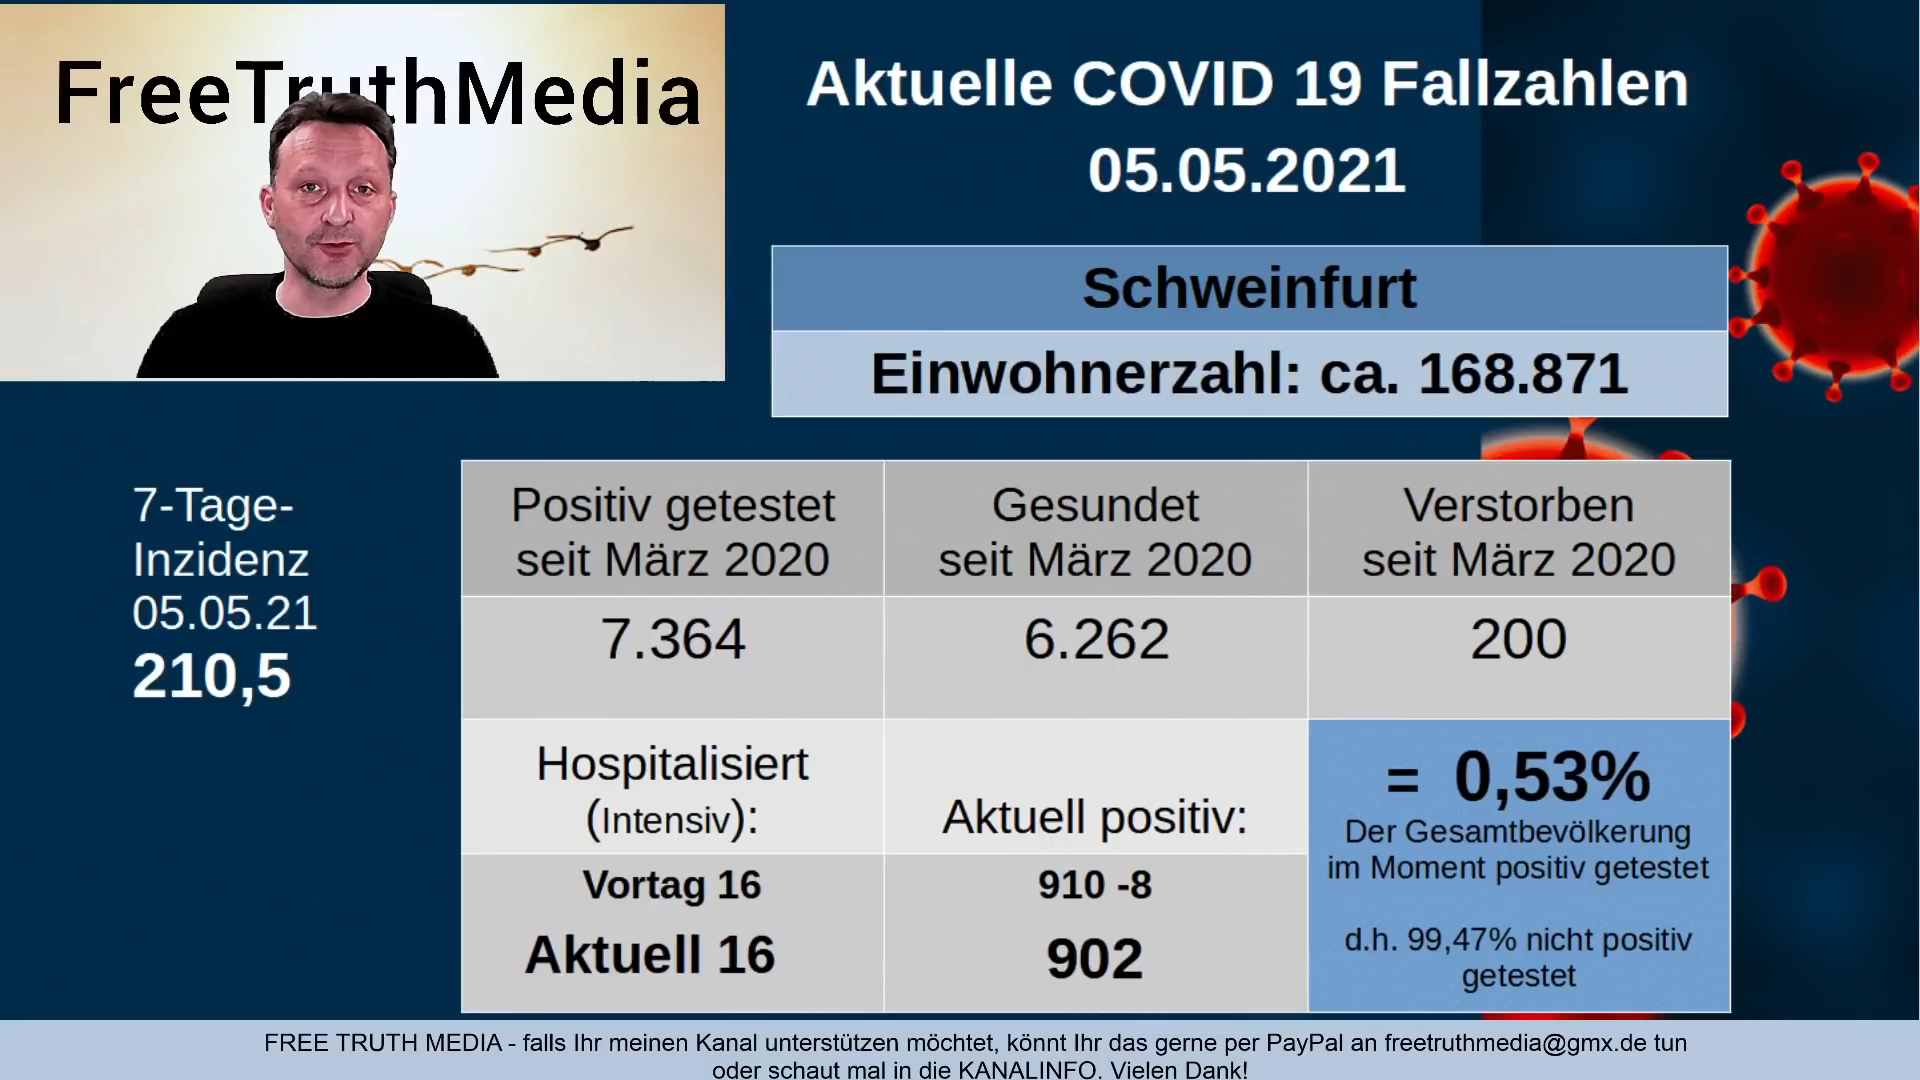 FreeTruthMedia
Aktuelle COVID 19 Fallzahlen
05.05.2021
Schweinfurt
Einwohnerzahl: ca. 168.871
7-Tage-
Inzidenz
05.05.21
210,5
Positiv getestet
seit März 2020
7.364
Gesundet
seit März 2020
6.262
Verstorben
seit März 2020
200
Hospitalisiert
(Intensiv):
Vortag 16
Aktuell 16
Aktuell positiv:
910 -8
902
= 0,53%
Der Gesamtbevölkerung
im Moment positiv getestet
d.h. 99,47% nicht positiv
getestet
FREE TRUTH MEDIA - falls Ihr meinen Kanal unterstützen möchtet, könnt Ihr das gerne per PayPal an freetruthmedia@gmx.de tun
oder schaut mal in die KANALINFO. Vielen Dank!